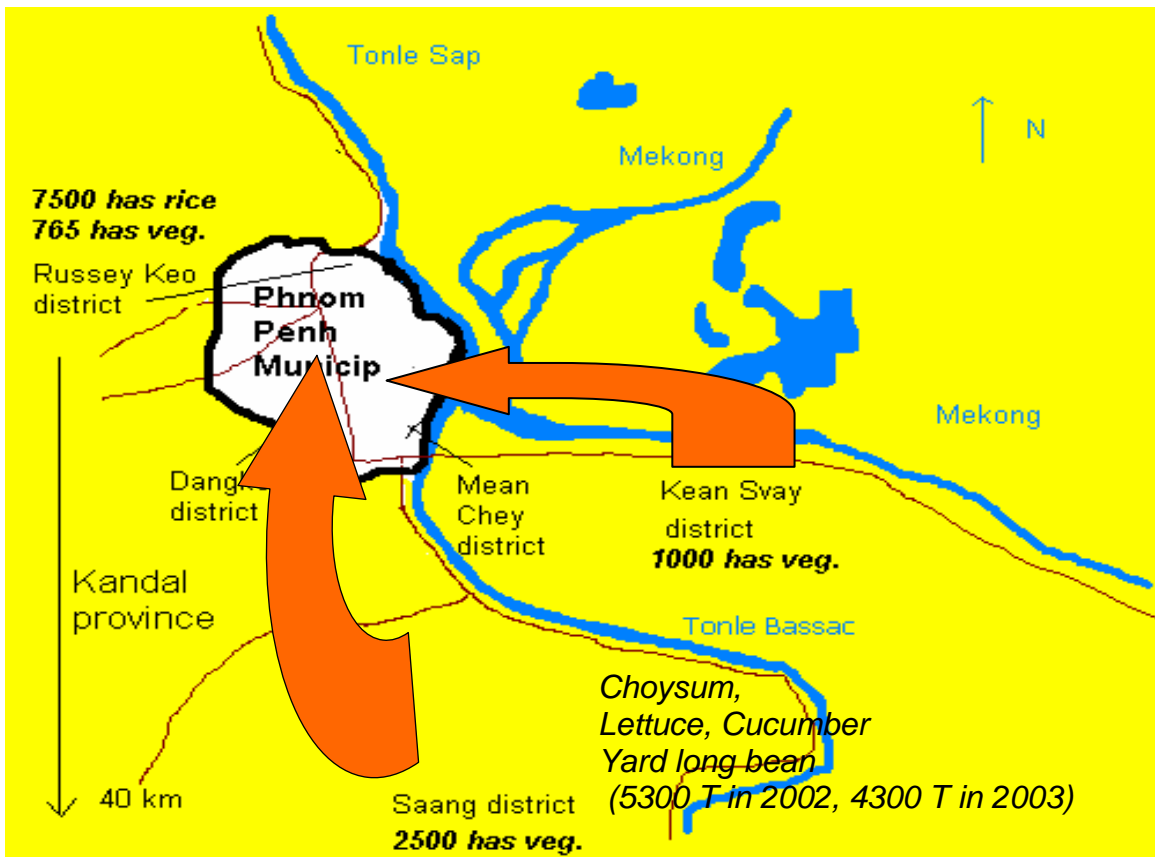 Tonle Sap
N
Mekong
7500 has rice
765 has veg.
Russey Keo
district
Phnom
Penh
Municip
Mekong
Mean
Chey
district
district
Kean Svay
district
1000 has veg.
Kandal
province
Tonle Bassac
Choysum,
Lettuce, Cucumber
Yard long bean
(5300 T in 2002, 4300 T in 2003)
40 km
Saang district
2500 has veg.